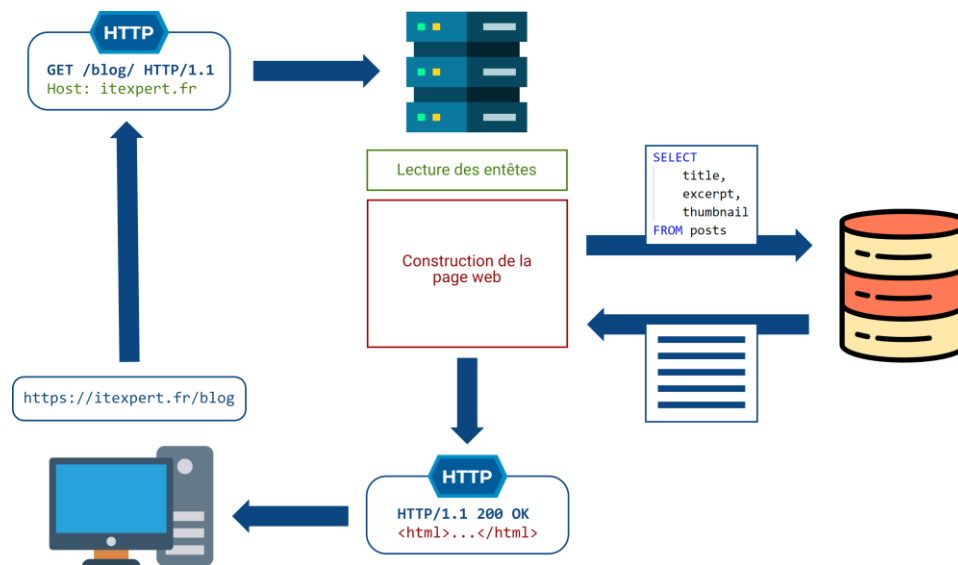 HTTP
GET /blog/ HTTP/1.1
Host: itexpert.fr
Lecture des entêtes
SELECT
title,
excerpt,
thumbnail
FROM posts
Construction de la
page web
https://itexpert.fr/blog
HTTP
HTTP/1.1 200 OK
<html>...</html>